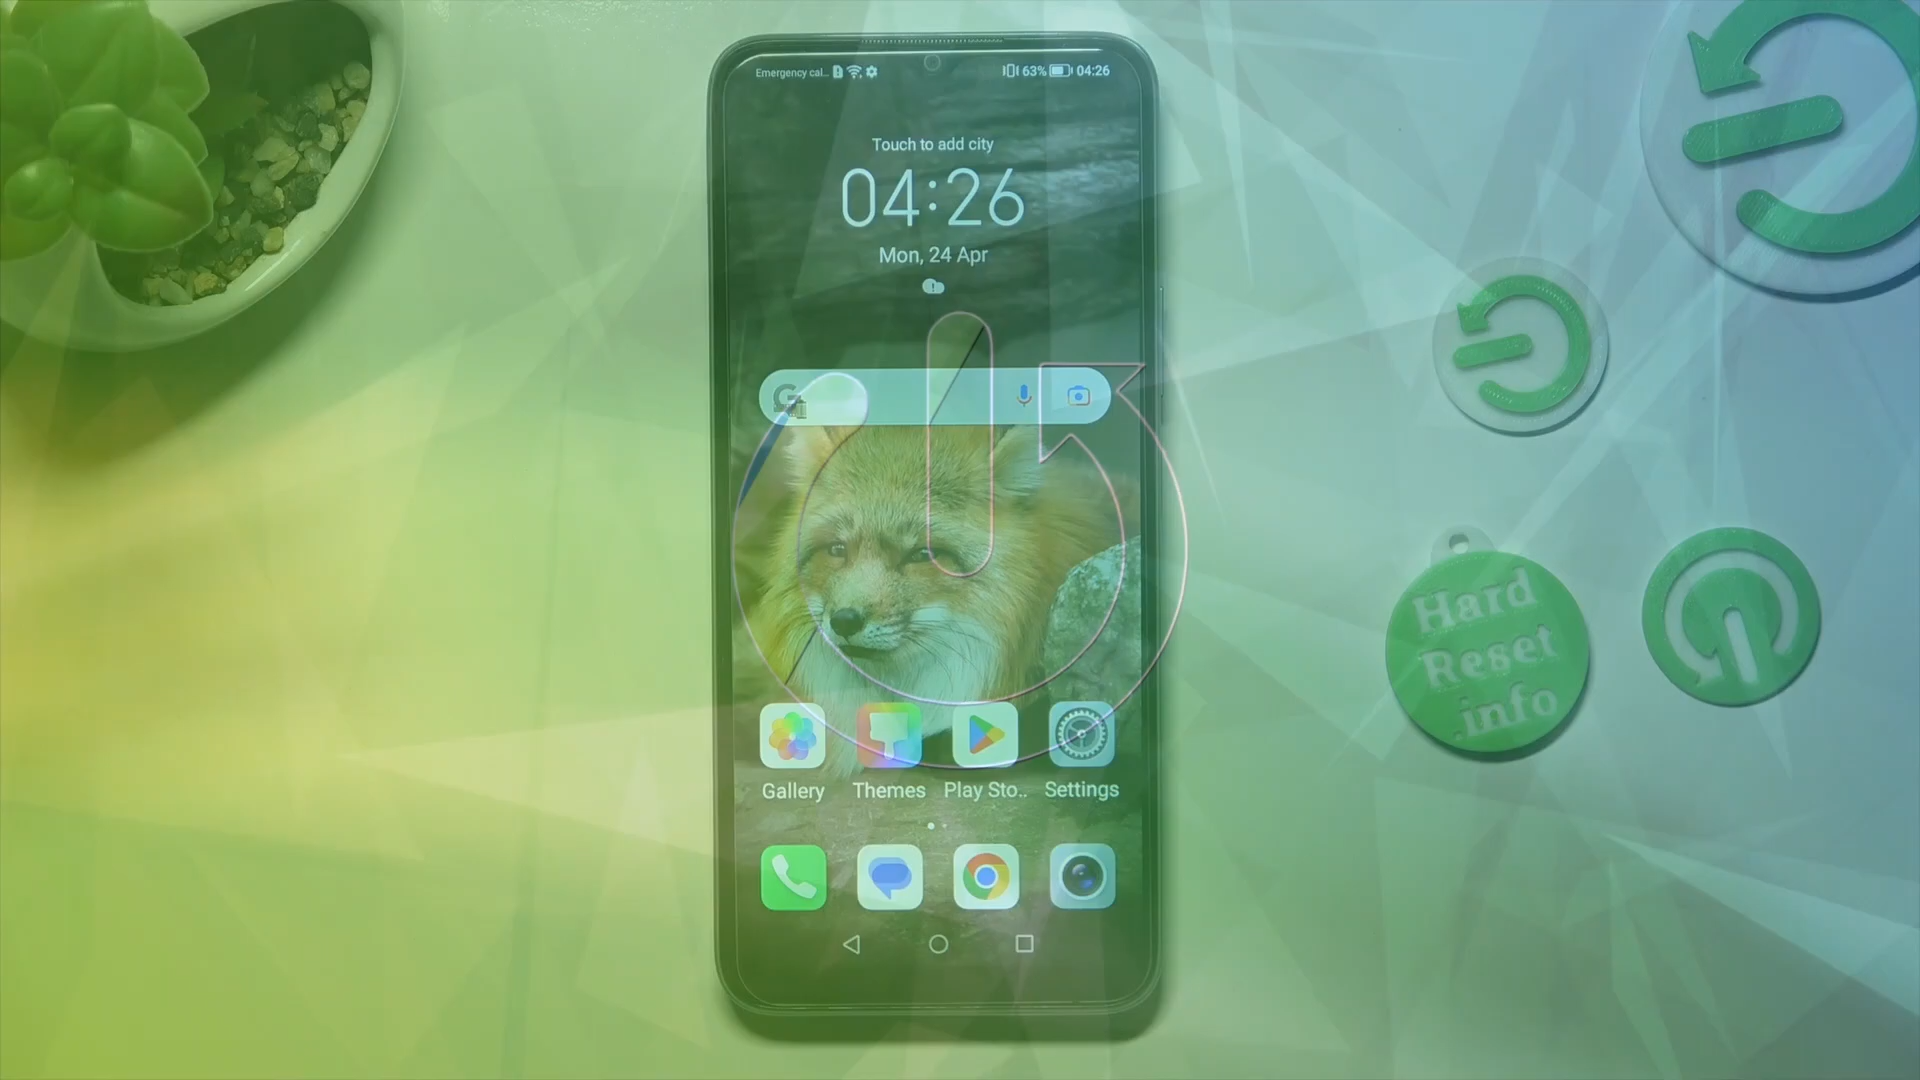 Emergency cal..
63%
04:26
Touch to add city
04:26
Mon, 24 Apr
G
Gallery
Themes
Play Sto..
Settings
Hard
Reset
.info